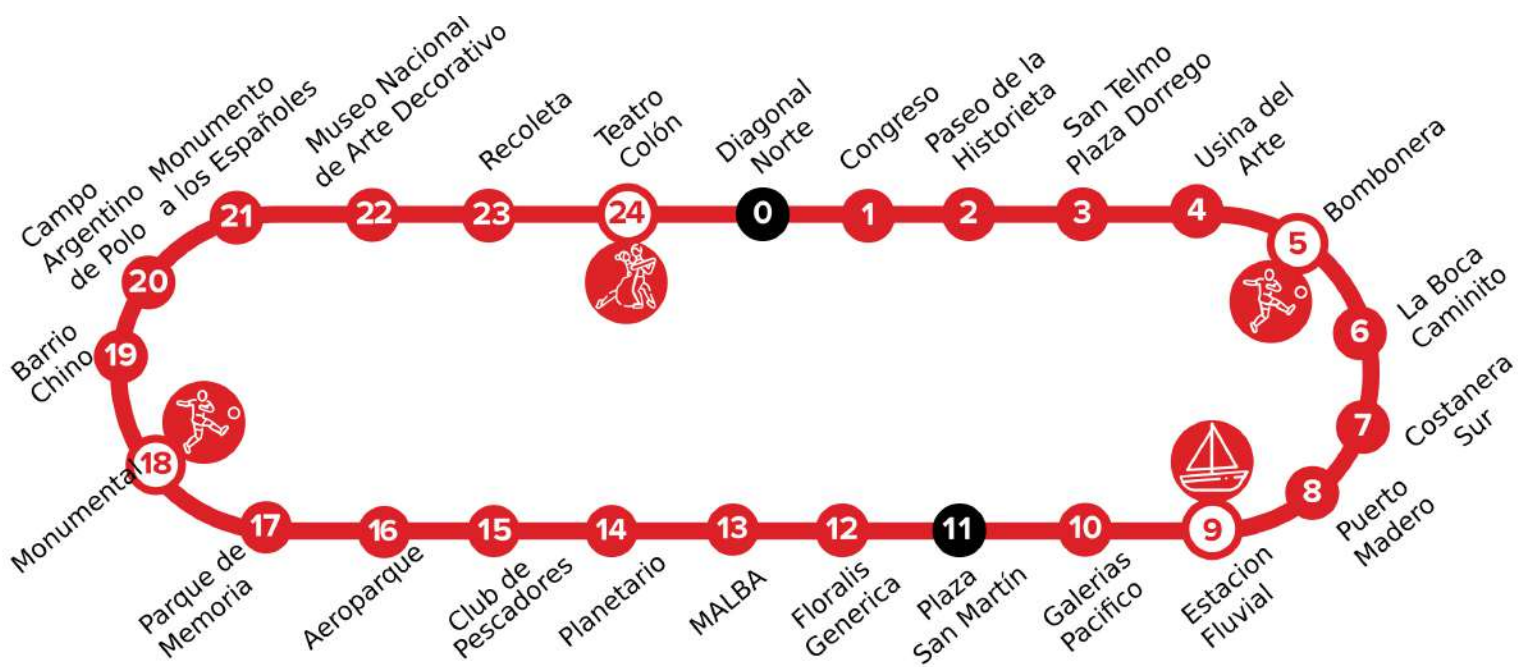 Campo
Argentino
de Polo
Monumento
a los Españoles
Museo Nacional
de Arte Decorativo
Recoleta
Teatro
Colón
Diagonal
Norte
Congreso
Paseo de la
Historieta
San Telmo
Plaza Dorrego
Usina del
Arte
Bombonera
21
22
23
24
0
1
2
3
4
5
20
La Boca
Caminito
6
Barrio
Chino
19
Costanera
Sur
7
Monumental
18
8
Puerto
Madero
17
16
15
14
13
12
11
10
9
Parque de
Memoria
Aeroparque
Club de
Pescadores
Planetario
MALBA
Floralis
Generica
Plaza
San Martín
Galerias
Pacifico
Estacion
Fluvial